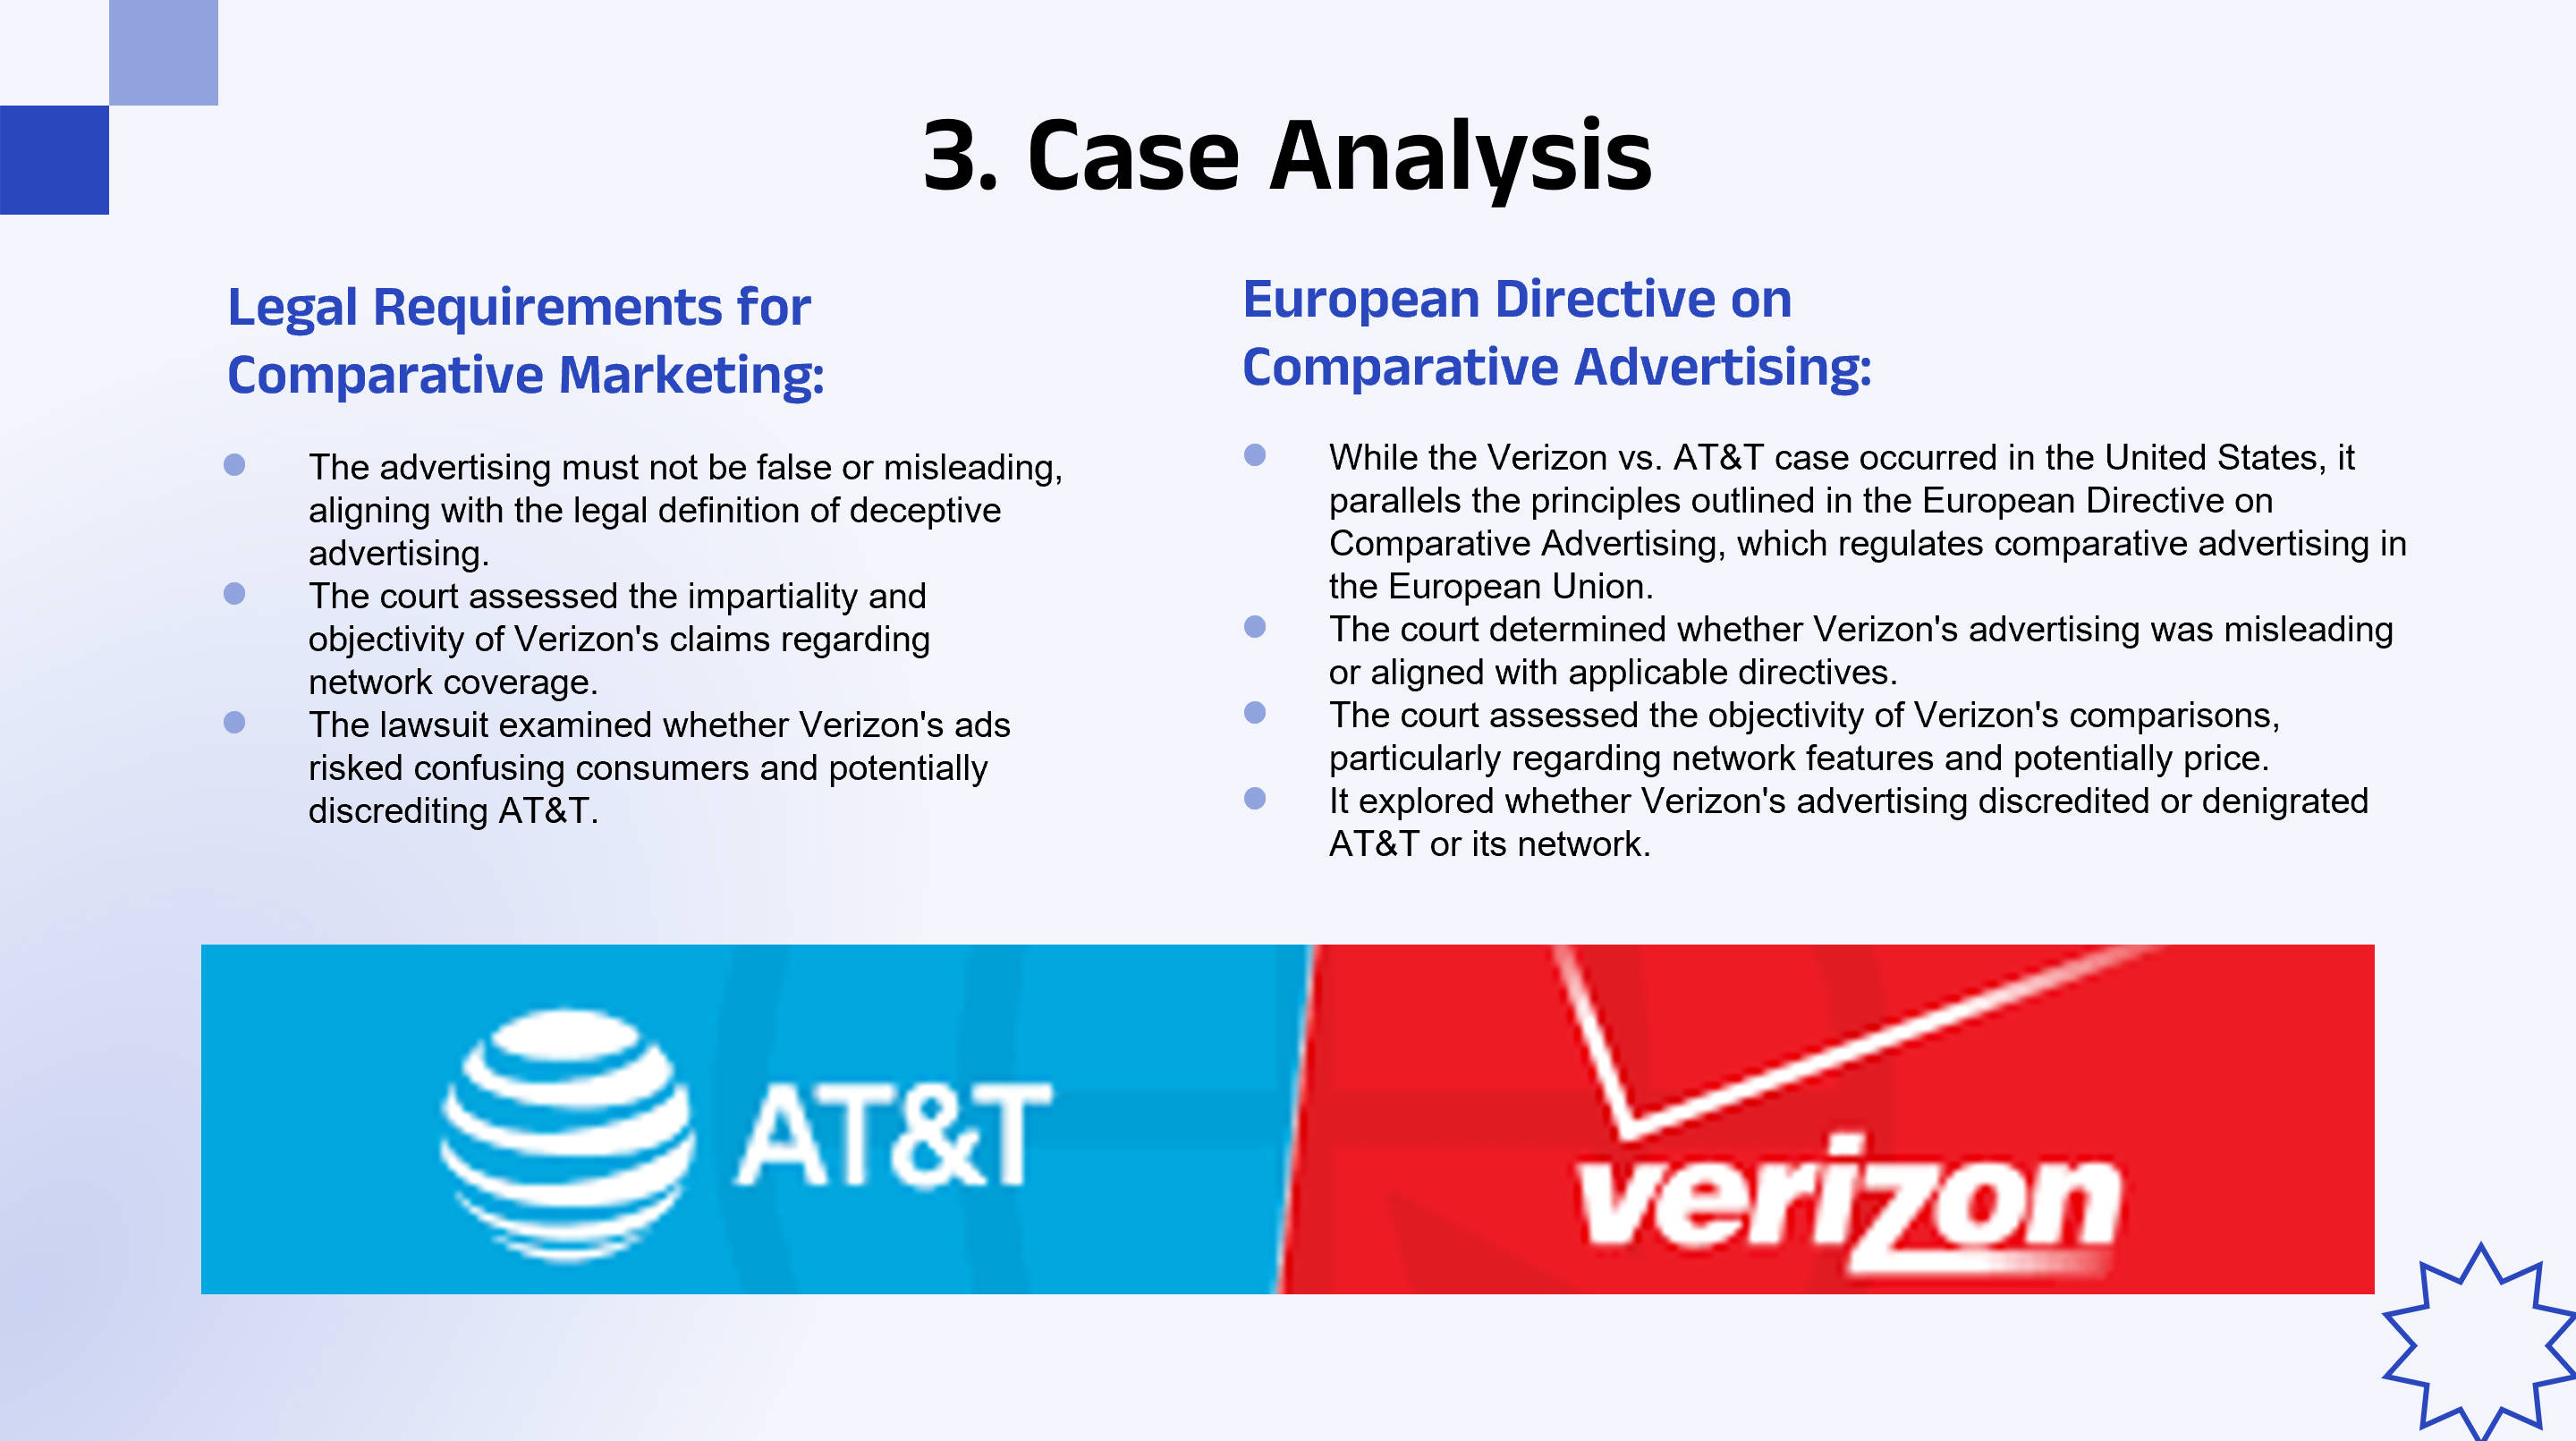 3. Case Analysis
Legal Requirements for
Comparative Marketing:
The advertising must not be false or misleading,
aligning with the legal definition of deceptive
advertising.
The court assessed the impartiality and
objectivity of Verizon's claims regarding
network coverage.
The lawsuit examined whether Verizon's ads
risked confusing consumers and potentially
discrediting AT&T.
European Directive on
Comparative Advertising:
While the Verizon vs. AT&T case occurred in the United States, it
parallels the principles outlined in the European Directive on
Comparative Advertising, which regulates comparative advertising in
the European Union.
The court determined whether Verizon's advertising was misleading
or aligned with applicable directives.
The court assessed the objectivity of Verizon's comparisons,
particularly regarding network features and potentially price.
It explored whether Verizon's advertising discredited or denigrated
AT&T or its network.
AT&T
verizon